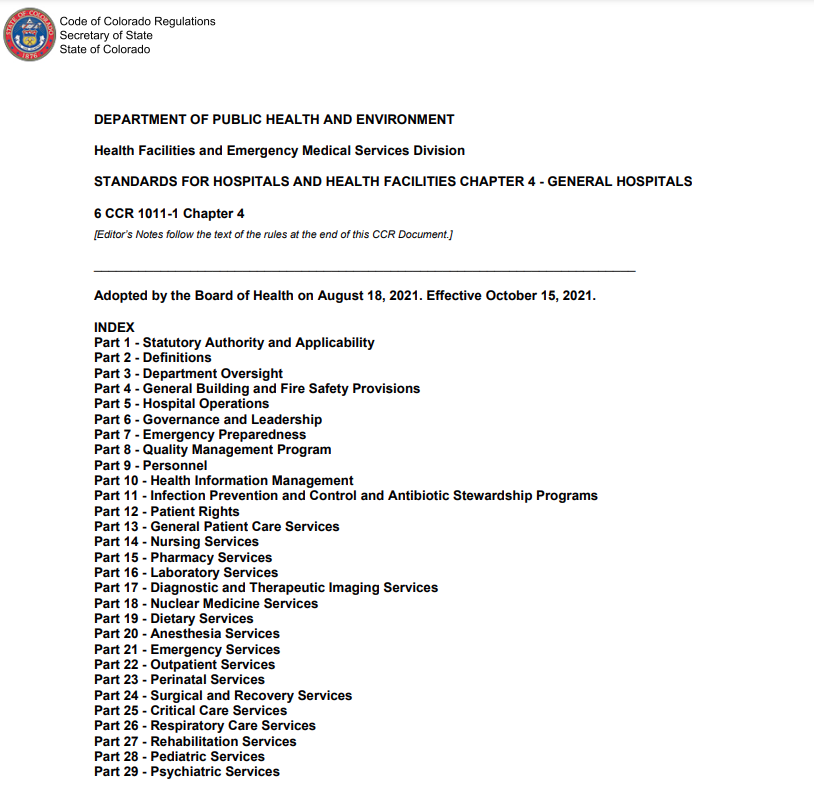 STATE OF COLORADO
1876
Code of Colorado Regulations
Secretary of State
State of Colorado
DEPARTMENT OF PUBLIC HEALTH AND ENVIRONMENT
Health Facilities and Emergency Medical Services Division
STANDARDS FOR HOSPITALS AND HEALTH FACILITIES CHAPTER 4 - GENERAL HOSPITALS
6 CCR 1011-1 Chapter 4
[Editor's Notes follow the text of the rules at the end of this CCR Document.]
Adopted by the Board of Health on August 18, 2021. Effective October 15, 2021.
INDEX
Part 1 - Statutory Authority and Applicability
Part 2 - Definitions
Part 3 - Department Oversight
Part 4 - General Building and Fire Safety Provisions
Part 5 - Hospital Operations
Part 6 - Governance and Leadership
Part 7 - Emergency Preparedness
Part 8 - Quality Management Program
Part 9 - Personnel
Part 10 - Health Information Management
Part 11 - Infection Prevention and Control and Antibiotic Stewardship Programs
Part 12 - Patient Rights
Part 13 - General Patient Care Services
Part 14 - Nursing Services
Part 15 - Pharmacy Services
Part 16 - Laboratory Services
Part 17 - Diagnostic and Therapeutic Imaging Services
Part 18 - Nuclear Medicine Services
Part 19 - Dietary Services
Part 20 - Anesthesia Services
Part 21 - Emergency Services
Part 22 - Outpatient Services
Part 23 - Perinatal Services
Part 24 - Surgical and Recovery Services
Part 25 - Critical Care Services
Part 26 - Respiratory Care Services
Part 27 - Rehabilitation Services
Part 28 - Pediatric Services
Part 29 - Psychiatric Services